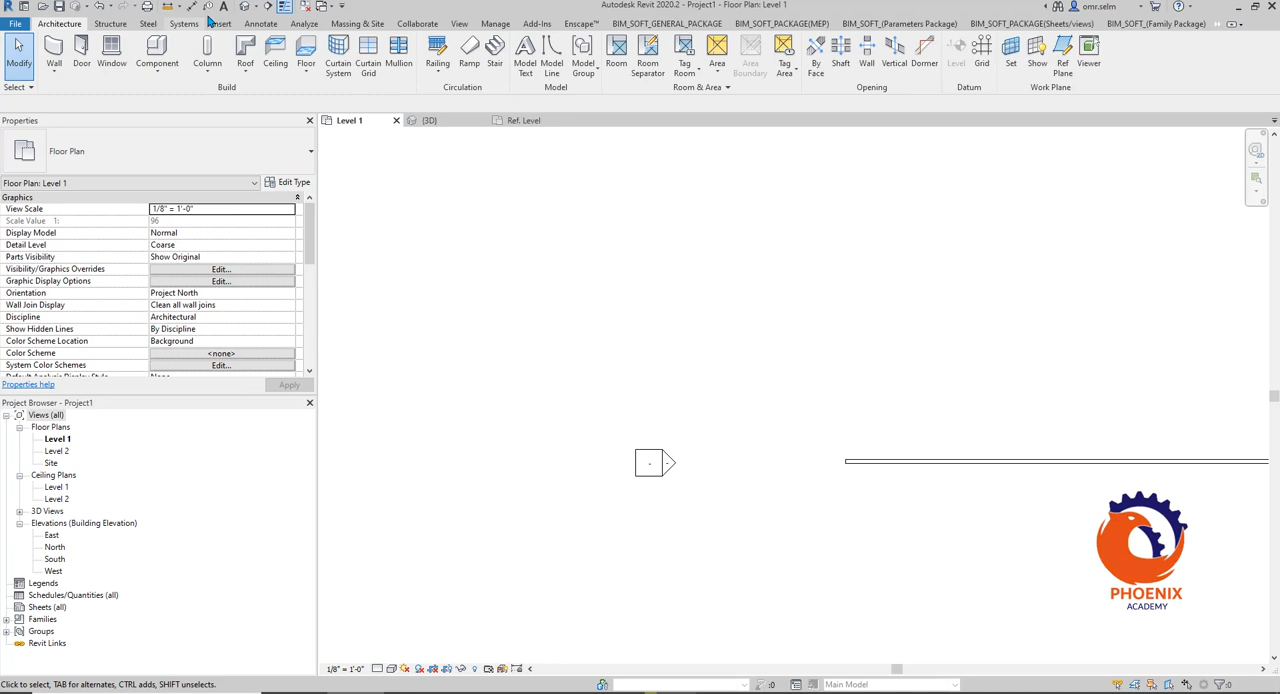 Autodesk Revit 2020.2 - Project1 - Floor Plan: Level 1
omr.selm
File Architecture Structure Steel Systems Insert Annotate Analyze Massing & Site Collaborate View Manage Add-Ins Enscape™ BIM_SOFT_GENERAL_PACKAGE BIM_SOFT_PACKAGE(MEP) BIM_SOFT_(Parameters Package) BIM_SOFT_PACKAGE(Sheets/views) BIM_SOFT_(Family Package)
Modify Wall Door Window Component Column Roof Ceiling Floor Curtain System Curtain Grid Mullion Railing Ramp Stair Model Text Model Line Model Group Room Room Separator Tag Room Area Area Boundary Tag Area By Face Shaft Wall Vertical Dormer Level Grid Set Show Ref Plane Viewer
Select Build Circulation Model Room & Area Opening Datum Work Plane
Properties
Level 1 {3D} Ref. Level
Floor Plan
Floor Plan: Level 1 Edit Type
Graphics
View Scale 1/8" = 1'-0"
Scale Value 1: 96
Display Model Normal
Detail Level Coarse
Parts Visibility Show Original
Visibility/Graphics Overrides Edit...
Graphic Display Options Edit...
Orientation Project North
Wall Join Display Clean all wall joins
Discipline Architectural
Show Hidden Lines By Discipline
Color Scheme Location Background
Color Scheme <none>
System Color Schemes Edit...
Default Analysis Display Style None
Properties help Apply
Project Browser - Project1
Views (all)
Floor Plans
Level 1
Level 2
Site
Ceiling Plans
Level 1
Level 2
3D Views
Elevations (Building Elevation)
East
North
South
West
Legends
Schedules/Quantities (all)
Sheets (all)
Families
Groups
Revit Links
PHOENIX
ACADEMY
1/8" = 1'-0"
Click to select, TAB for alternates, CTRL adds, SHIFT unselects. :0 Main Model :0